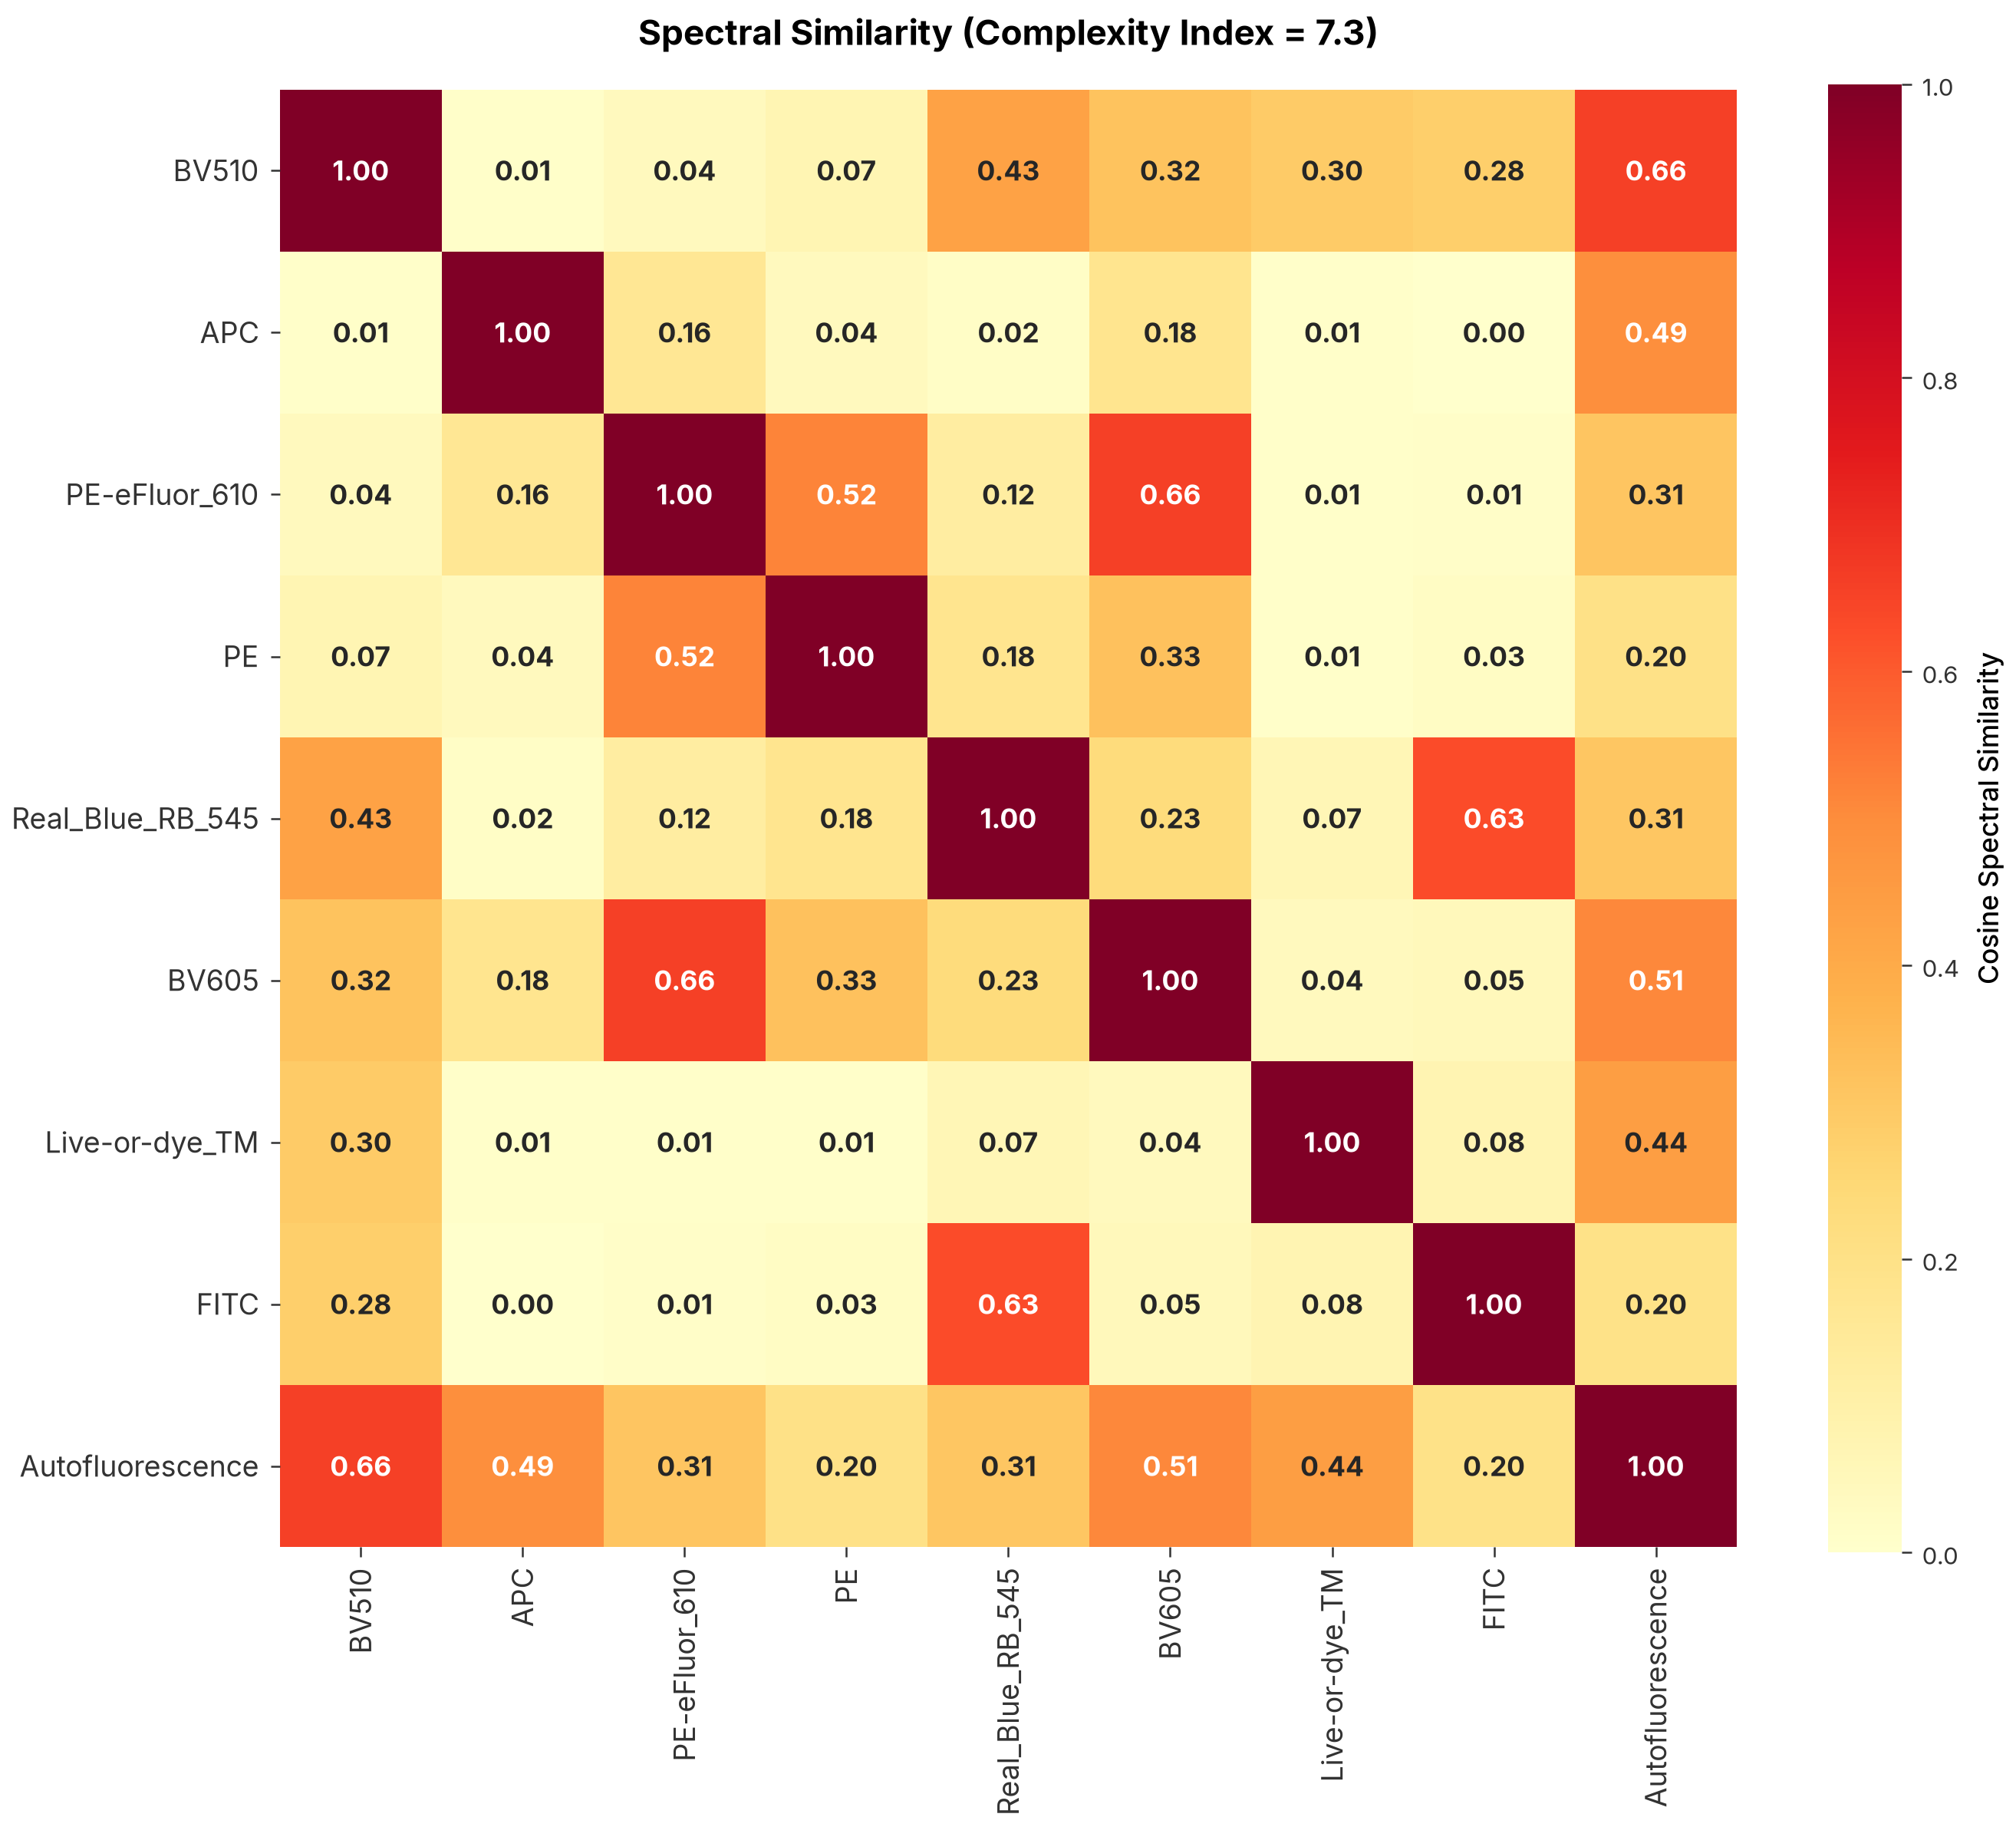 Spectral Similarity (Complexity Index = 7.3)
BV510 1.00 0.01 0.04 0.07 0.43 0.32 0.30 0.28 0.66
APC 0.01 1.00 0.16 0.04 0.02 0.18 0.01 0.00 0.49
PE-eFluor_610 0.04 0.16 1.00 0.52 0.12 0.66 0.01 0.01 0.31
PE 0.07 0.04 0.52 1.00 0.18 0.33 0.01 0.03 0.20
Real_Blue_RB_545 0.43 0.02 0.12 0.18 1.00 0.23 0.07 0.63 0.31
BV605 0.32 0.18 0.66 0.33 0.23 1.00 0.04 0.05 0.51
Live-or-dye_TM 0.30 0.01 0.01 0.01 0.07 0.04 1.00 0.08 0.44
FITC 0.28 0.00 0.01 0.03 0.63 0.05 0.08 1.00 0.20
Autofluorescence 0.66 0.49 0.31 0.20 0.31 0.51 0.44 0.20 1.00
BV510
APC
PE-eFluor_610
PE
Real_Blue_RB_545
BV605
Live-or-dye_TM
FITC
Autofluorescence
1.0
0.8
0.6
0.4
0.2
0.0
Cosine Spectral Similarity